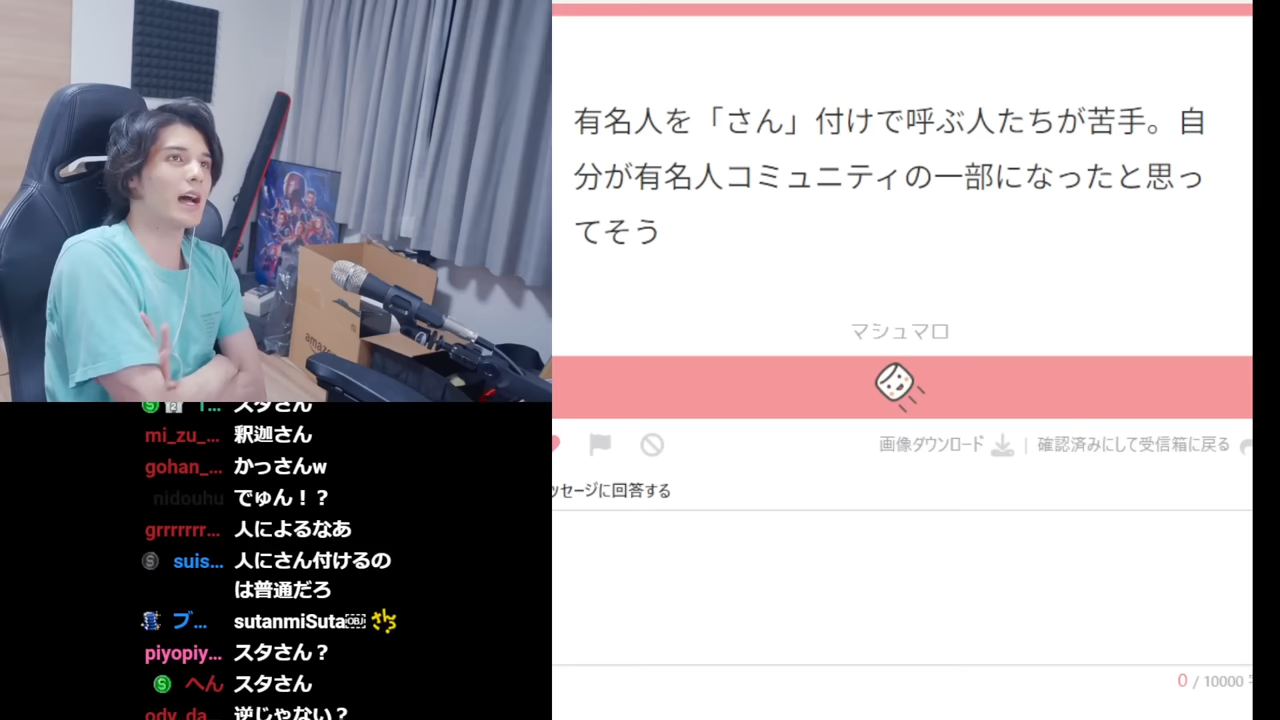 有名人を「さん」付けで呼ぶ人たちが苦手。自
分が有名人コミュニティの一部になったと思っ
てそう
マシュマロ
画像ダウンロード | 確認済みにして受信箱に戻る
ッセージに回答する
0 / 10000
amazo
スタさん
mi_zu_... 釈迦さん
gohan_... かっさんw
nidouhu でゅん！？
grrrrrrr... 人によるなあ
suis... 人にさん付けるの
は普通だろ
ブ... sutanmiSuta OBJ さんっ
piyopiy... スタさん？
へん スタさん
ody_da... 逆じゃない？